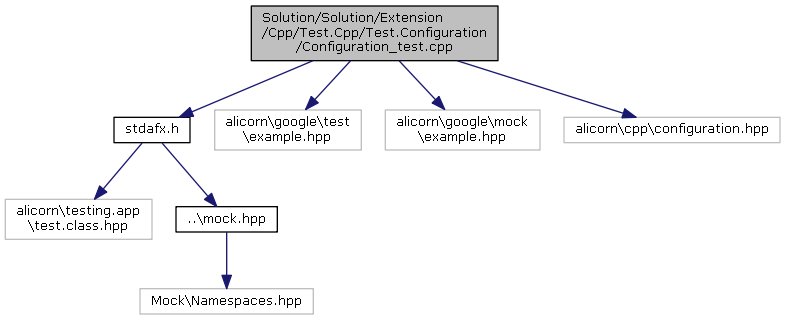 Solution/Solution/Extension
/Cpp/Test.Cpp/Test.Configuration
/Configuration_test.cpp
stdafx.h
alicorn\google\test
\example.hpp
alicorn\google\mock
\example.hpp
alicorn\cpp\configuration.hpp
alicorn\testing.app
\test.class.hpp
..\mock.hpp
Mock\Namespaces.hpp